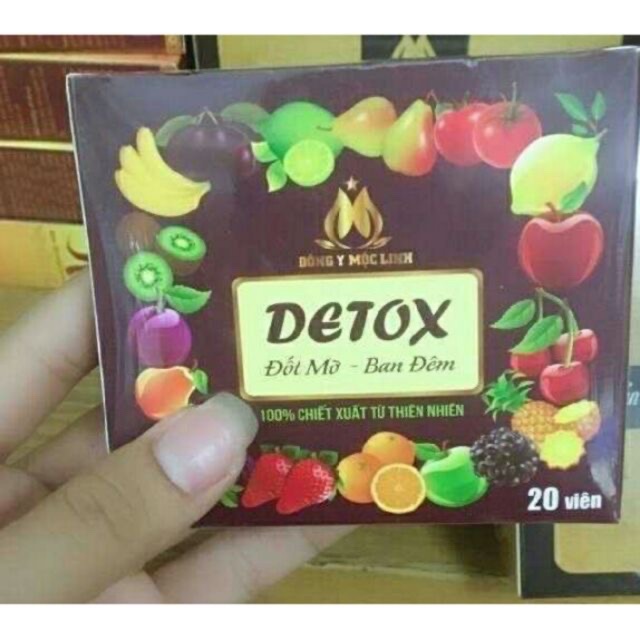 ĐÔNG Y MỘC LINH
DETOX
Đốt Mỡ - Ban Đêm
100% CHIẾT XUẤT TỪ THIÊN NHIÊN
20 viên